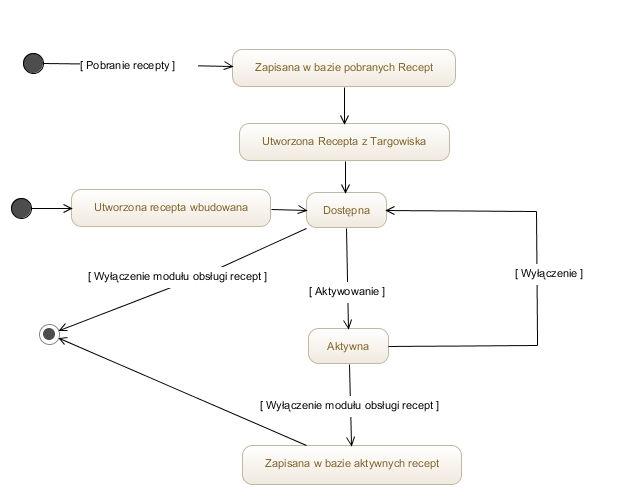 [ Pobranie recepty ]
Zapisana w bazie pobranych Recept
Utworzona Recepta z Targowiska
Utworzona recepta wbudowana
Dostępna
[ Wyłączenie modułu obsługi recept ]
[ Wyłączenie ]
[ Aktywowanie ]
Aktywna
[ Wyłączenie modułu obsługi recept ]
Zapisana w bazie aktywnych recept